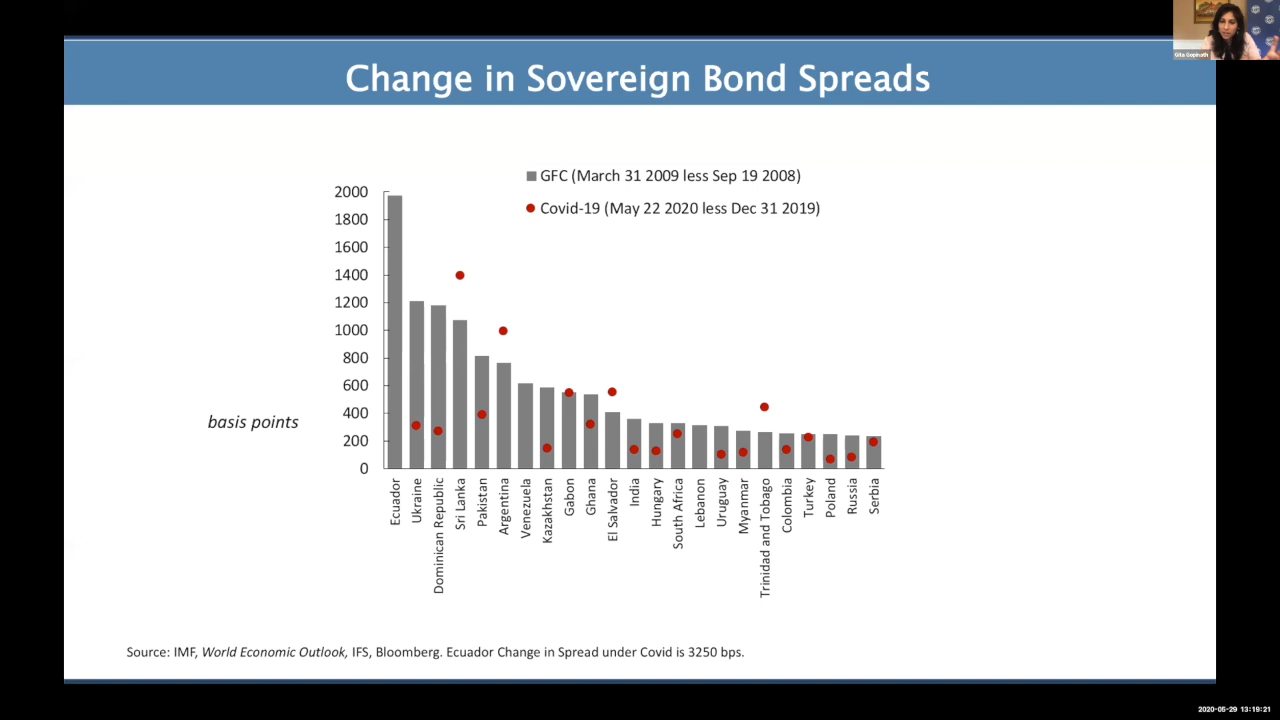 Gita Gopinath
Change in Sovereign Bond Spreads
GFC (March 31 2009 less Sep 19 2008)
Covid-19 (May 22 2020 less Dec 31 2019)
2000
1800
1600
1400
1200
1000
800
600
400
200
0
basis points
Ecuador
Ukraine
Dominican Republic
Sri Lanka
Pakistan
Argentina
Venezuela
Kazakhstan
Gabon
Ghana
El Salvador
India
Hungary
South Africa
Lebanon
Uruguay
Myanmar
Trinidad and Tobago
Colombia
Turkey
Poland
Russia
Serbia
Source: IMF, World Economic Outlook, IFS, Bloomberg. Ecuador Change in Spread under Covid is 3250 bps.
2020-05-29 13:19:21